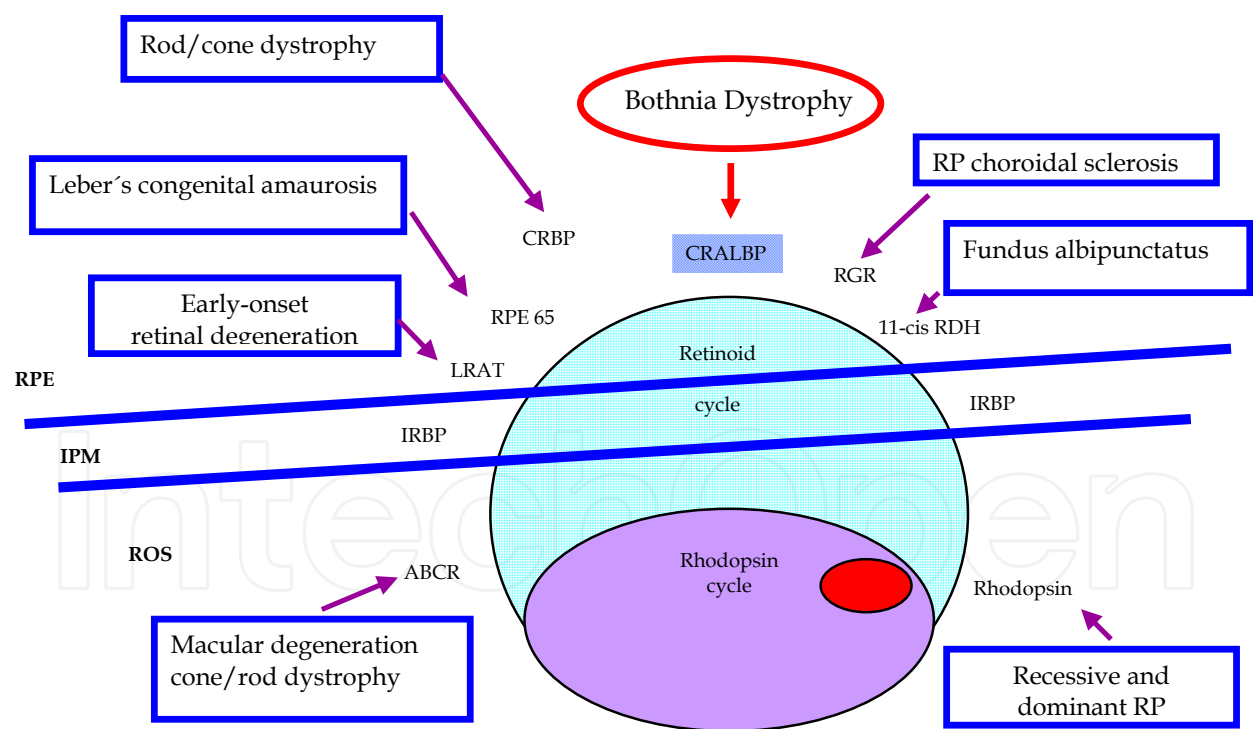 Rod/cone dystrophy
Bothnia Dystrophy
RP choroidal sclerosis
Leber´s congenital amaurosis
CRBP
CRALBP
Fundus albipunctatus
RGR
Early-onset
retinal degeneration
RPE 65
11-cis RDH
LRAT
Retinoid
cycle
RPE
IRBP
IRBP
IPM
IntechOpen
ROS
ABCR
Rhodopsin
cycle
Rhodopsin
Macular degeneration
cone/rod dystrophy
Recessive and
dominant RP